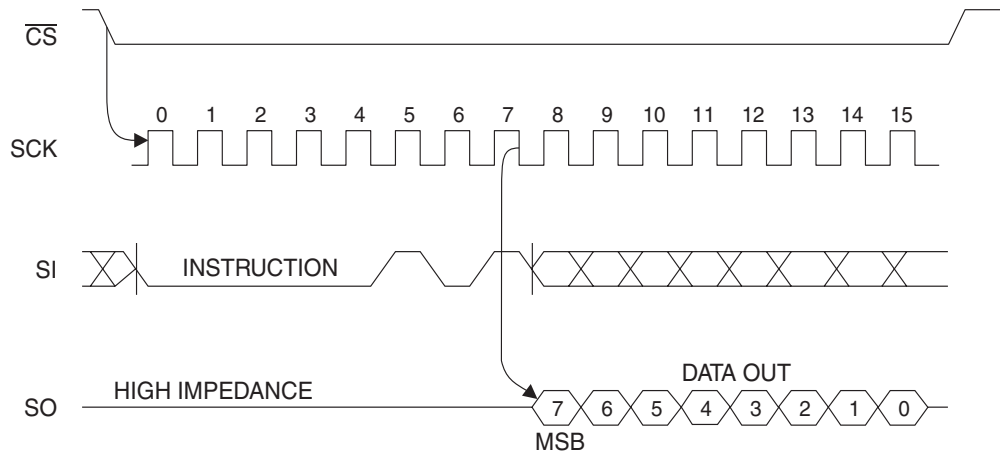 CS
0 1 2 3 4 5 6 7 8 9 10 11 12 13 14 15
SCK
SI
INSTRUCTION
HIGH IMPEDANCE
DATA OUT
SO
7 6 5 4 3 2 1 0
MSB